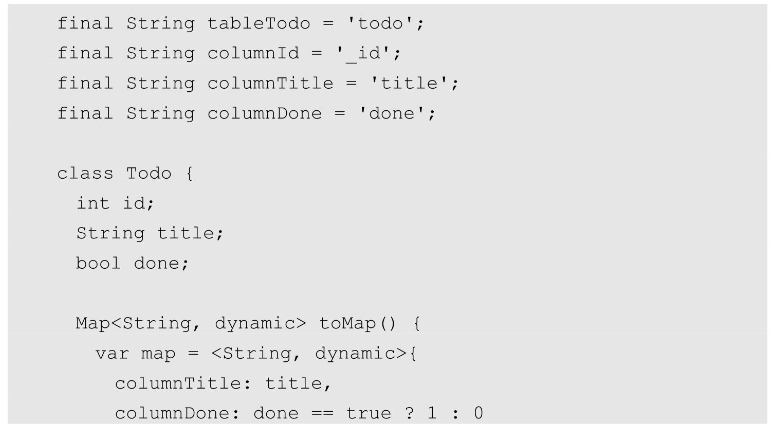 final String tableTodo = 'todo';
final String columnId = '_id';
final String columnTitle = 'title';
final String columnDone = 'done';
class Todo {
int id;
String title;
bool done;
Map<String, dynamic> toMap() {
var map = <String, dynamic>{
columnTitle: title,
columnDone: done == true ? 1 : 0